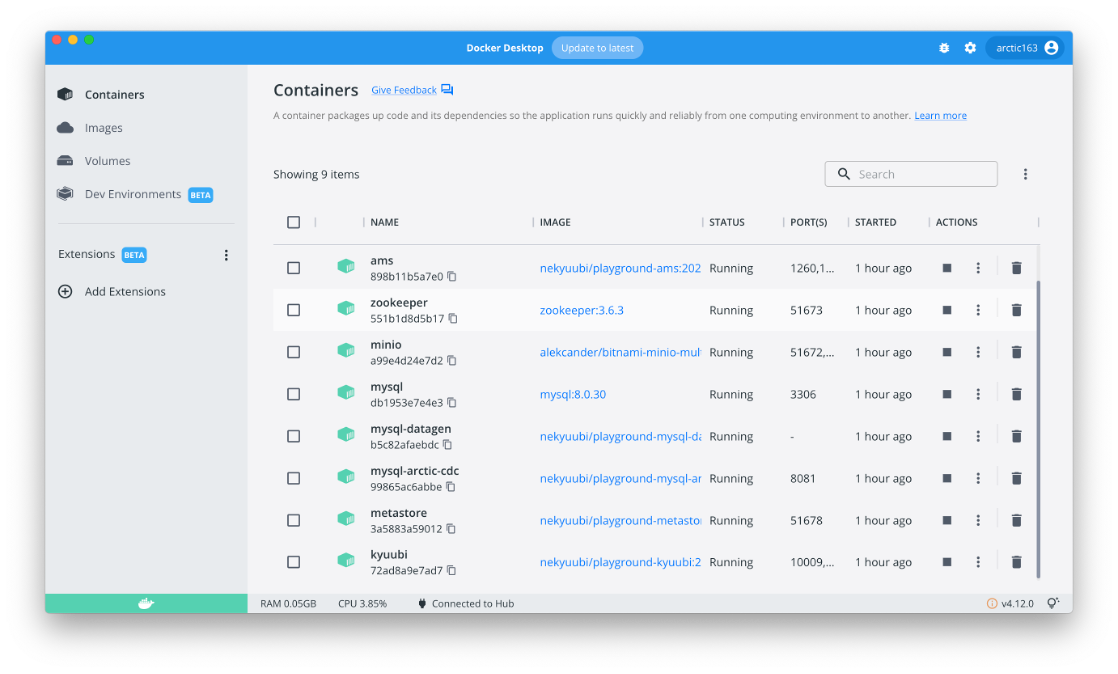 Docker Desktop Update to latest arctic163
Containers
Images
Volumes
Dev Environments BETA
Extensions BETA
Add Extensions
Containers Give Feedback
A container packages up code and its dependencies so the application runs quickly and reliably from one computing environment to another. Learn more
Showing 9 items Search
NAME IMAGE STATUS PORT(S) STARTED ACTIONS
ams
898b11b5a7e0 nekyuubi/playground-ams:202 Running 1260,1... 1 hour ago
zookeeper
551b1d8d5b17 zookeeper:3.6.3 Running 51673 1 hour ago
minio
a99e4d24e7d2 alekcander/bitnami-minio-mul Running 51672,... 1 hour ago
mysql
db1953e7e4e3 mysql:8.0.30 Running 3306 1 hour ago
mysql-datagen
b5c82afaebdc nekyuubi/playground-mysql-da Running - 1 hour ago
mysql-arctic-cdc
99865ac6abbe nekyuubi/playground-mysql-ar Running 8081 1 hour ago
metastore
3a5883a59012 nekyuubi/playground-metasto Running 51678 1 hour ago
kyuubi
72ad8a9e7ad7 nekyuubi/playground-kyuubi:2 Running 10009,... 1 hour ago
RAM 0.05GB CPU 3.85% Connected to Hub v4.12.0